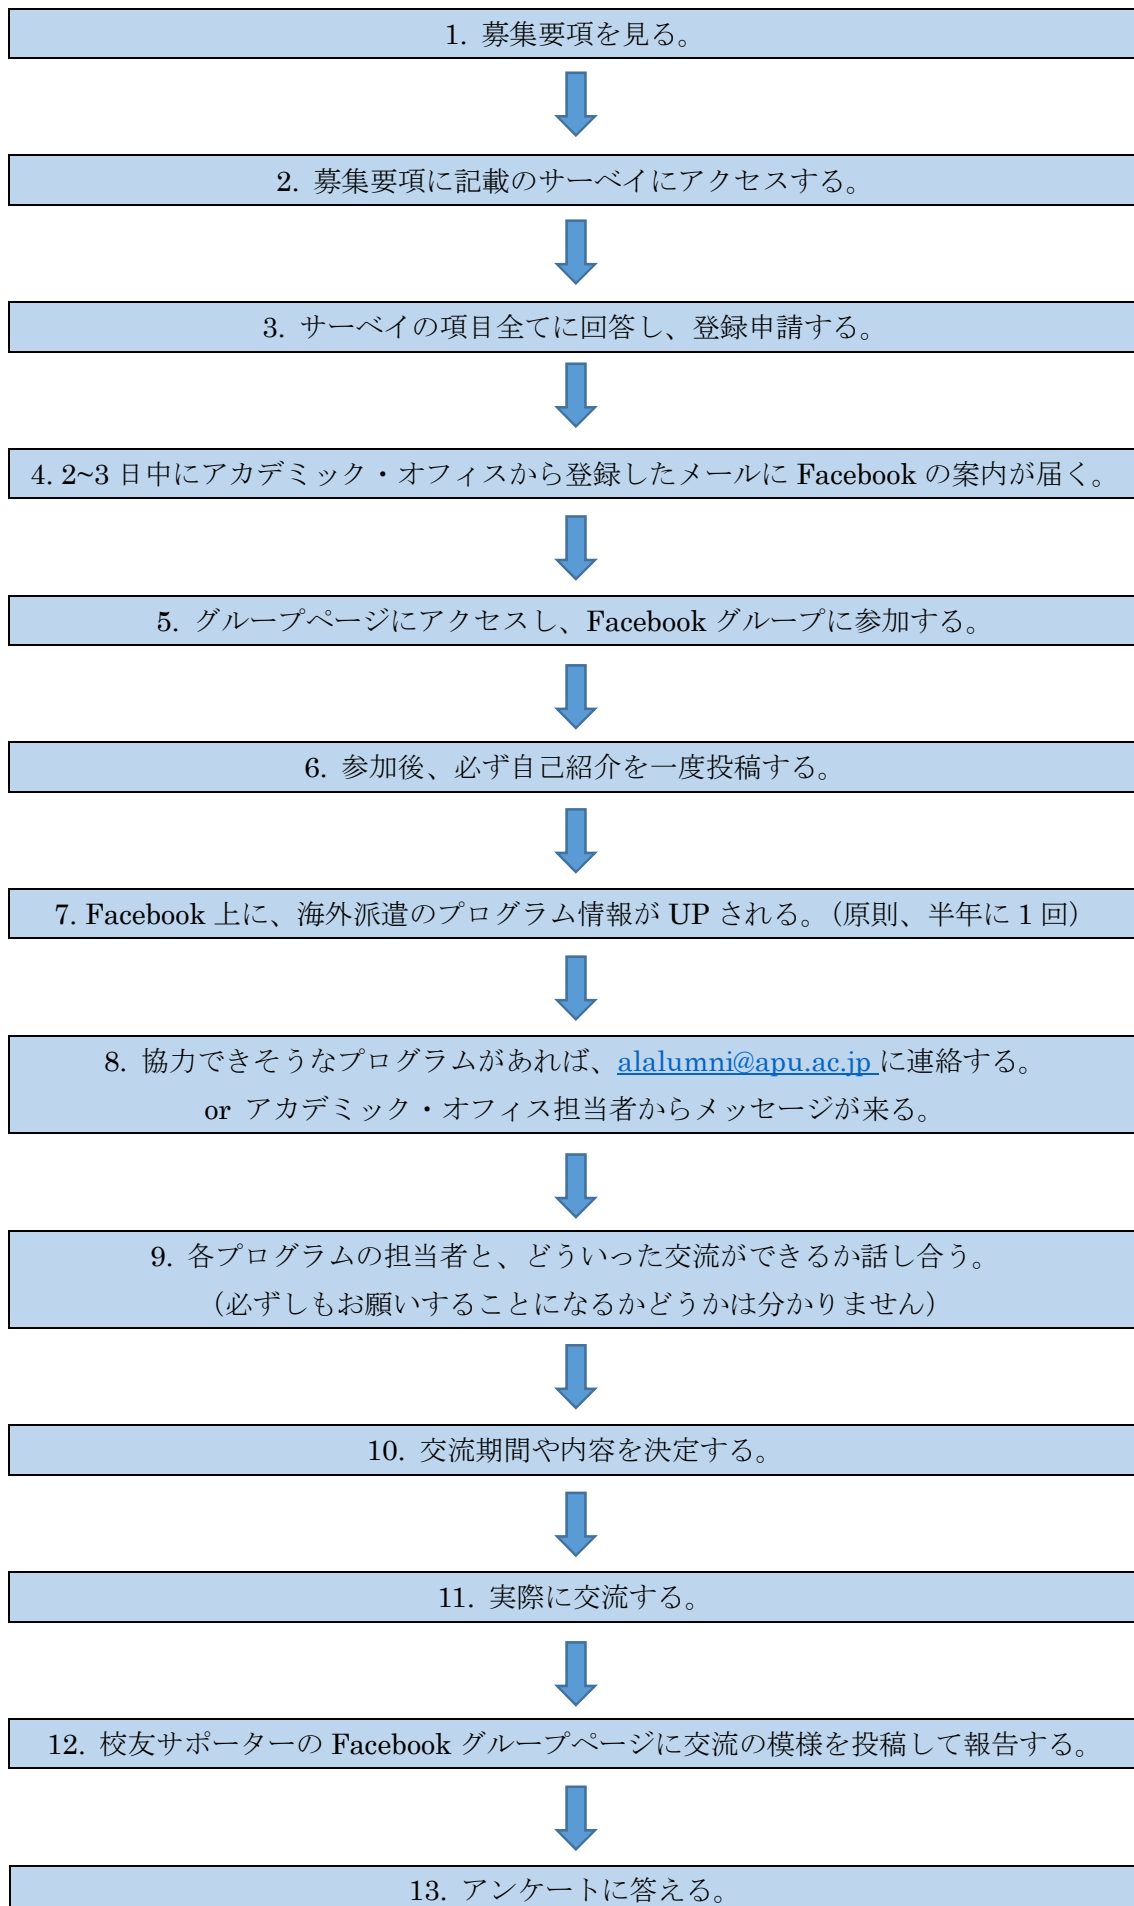 1. 募集要項を見る。
2. 募集要項に記載のサーベイにアクセスする。
3. サーベイの項目全てに回答し、登録申請する。
4. 2~3 日中にアカデミック・オフィスから登録したメールに Facebook の案内が届く。
5. グループページにアクセスし、Facebook グループに参加する。
6. 参加後、必ず自己紹介を一度投稿する。
7. Facebook 上に、海外派遣のプログラム情報が UP される。（原則、半年に 1 回）
8. 協力できそうなプログラムがあれば、alalumni@apu.ac.jp に連絡する。
or アカデミック・オフィス担当者からメッセージが来る。
9. 各プログラムの担当者と、どういった交流ができるか話し合う。
（必ずしもお願いすることになるかどうかは分かりません）
10. 交流期間や内容を決定する。
11. 実際に交流する。
12. 校友サポーターの Facebook グループページに交流の模様を投稿して報告する。
13. アンケートに答える。